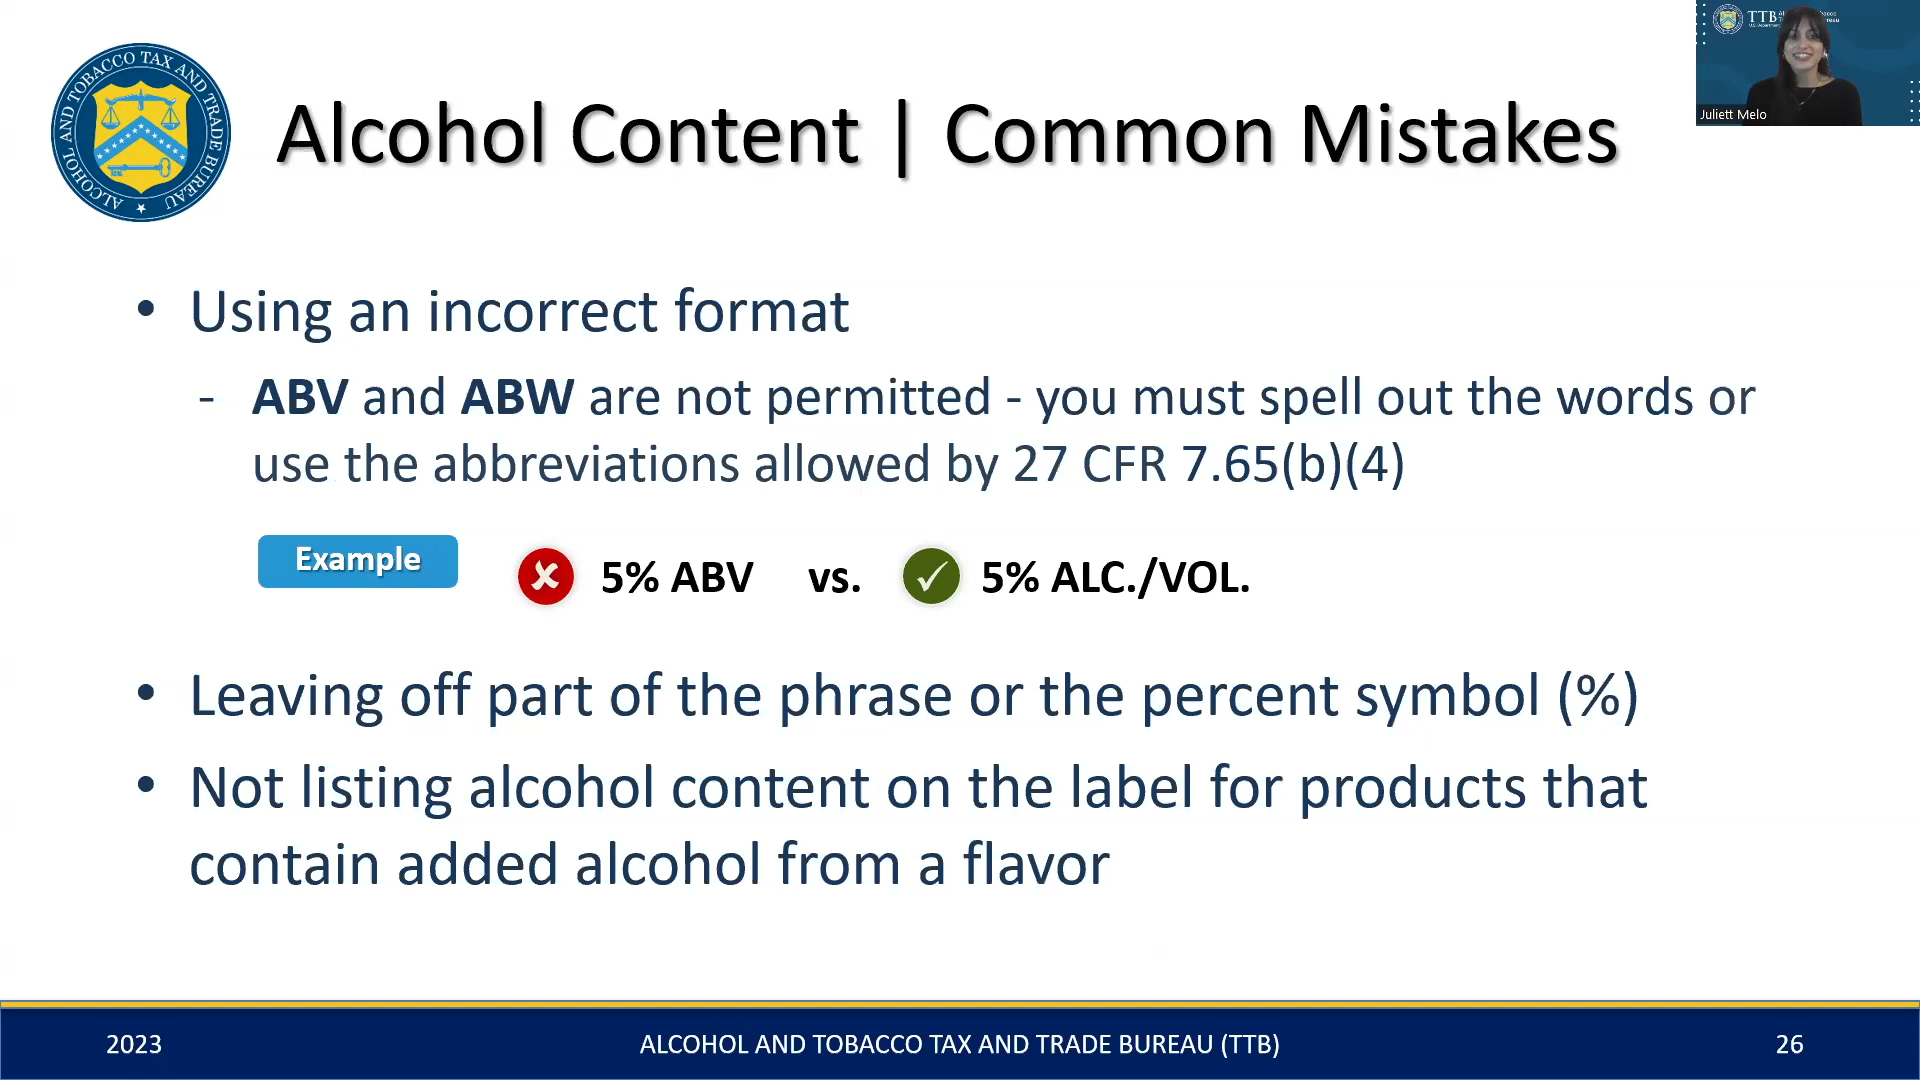 ALCOHOL AND TOBACCO TAX AND TRADE BUREAU
Alcohol Content | Common Mistakes
TTB
Juliett Melo
• Using an incorrect format
- ABV and ABW are not permitted - you must spell out the words or
use the abbreviations allowed by 27 CFR 7.65(b)(4)
Example
5% ABV vs. 5% ALC./VOL.
• Leaving off part of the phrase or the percent symbol (%)
• Not listing alcohol content on the label for products that
contain added alcohol from a flavor
2023 ALCOHOL AND TOBACCO TAX AND TRADE BUREAU (TTB) 26